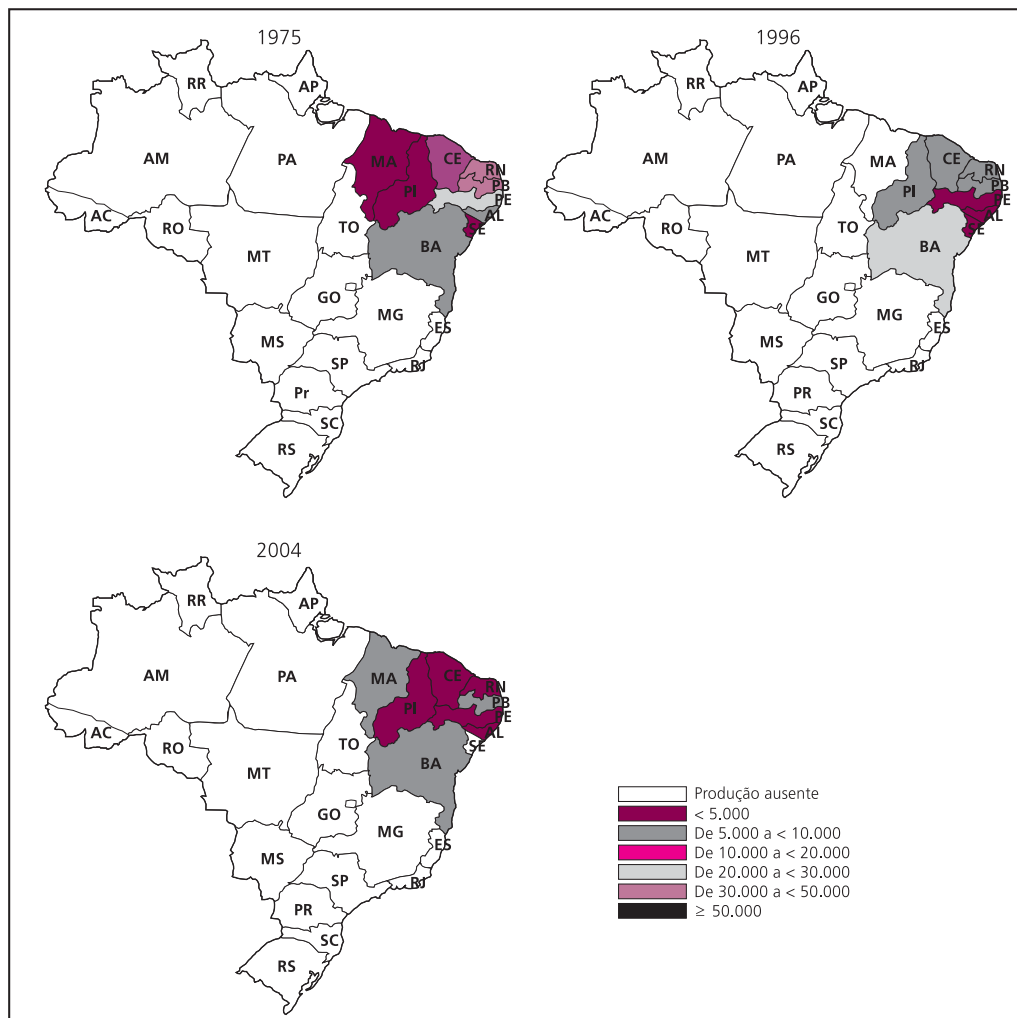 1975
RR
AP
AM
PA
MA
CE
RN
PB
PI
PE
AL
SE
AC
RO
TO
BA
MT
GO
MG
ES
MS
SP
RJ
Pr
SC
RS
1996
RR
AP
AM
PA
MA
CE
RN
PB
PI
PE
AL
SE
AC
RO
TO
BA
MT
GO
MG
ES
MS
SP
RJ
PR
SC
RS
2004
RR
AP
AM
PA
MA
CE
RN
PB
PI
PE
AL
SE
AC
RO
TO
BA
MT
GO
MG
ES
MS
SP
RJ
PR
SC
RS
Produção ausente
< 5.000
De 5.000 a < 10.000
De 10.000 a < 20.000
De 20.000 a < 30.000
De 30.000 a < 50.000
≥ 50.000